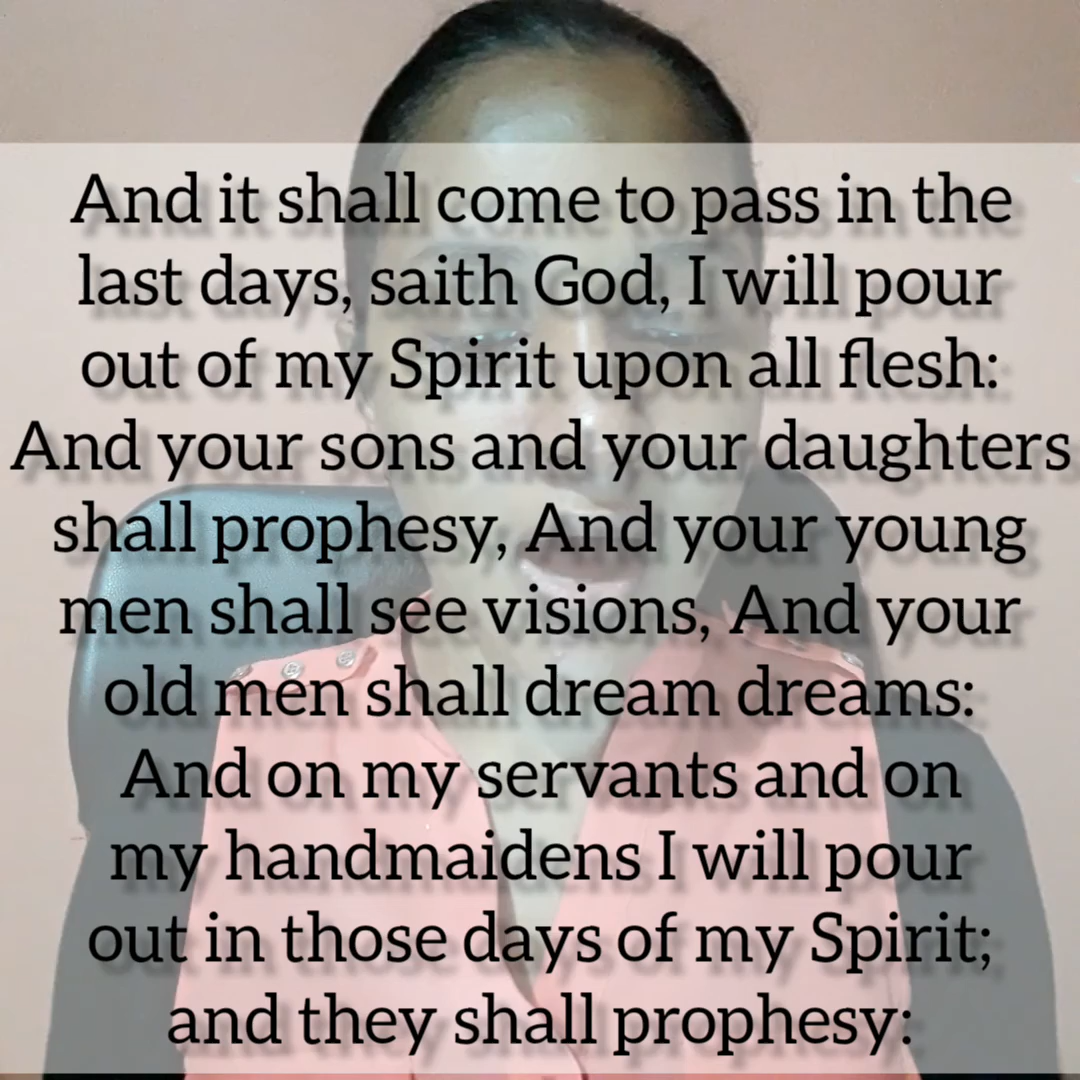 And it shall come to pass in the
last days, saith God, I will pour
out of my Spirit upon all flesh:
And your sons and your daughters
shall prophesy, And your young
men shall see visions, And your
old men shall dream dreams:
And on my servants and on
my handmaidens I will pour
out in those days of my Spirit;
and they shall prophesy: